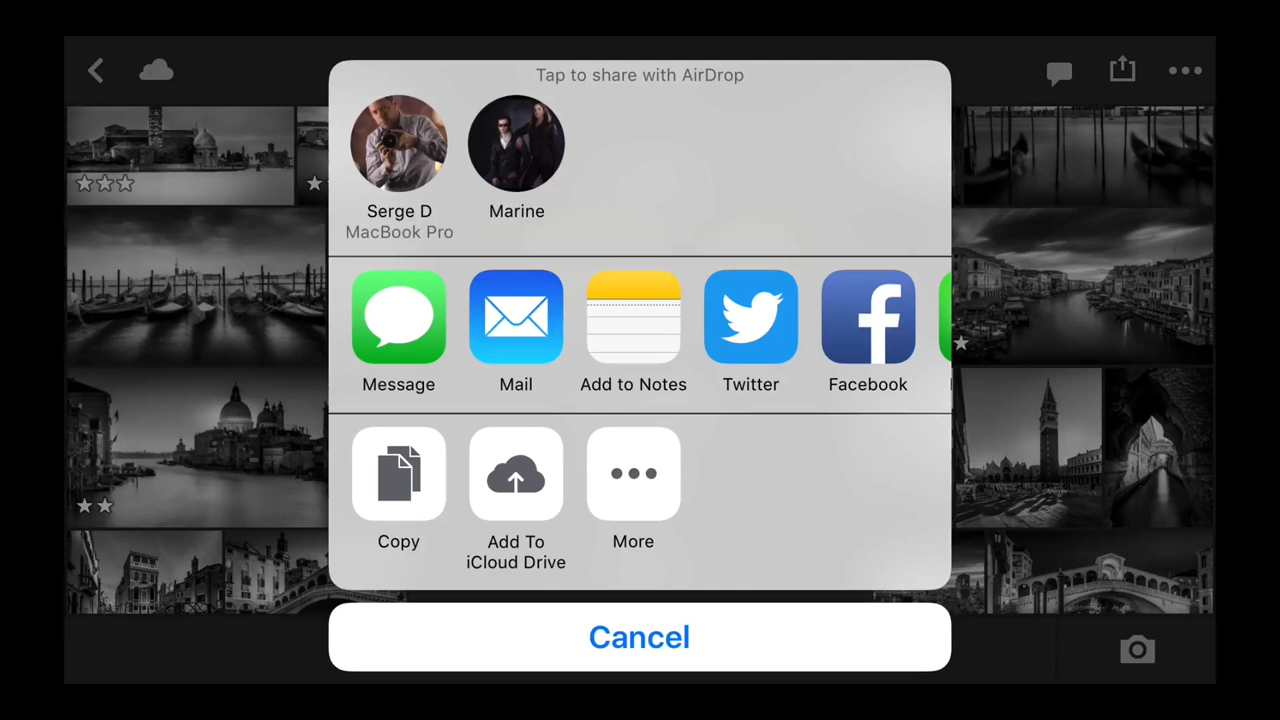 Tap to share with AirDrop
Serge D
MacBook Pro
Marine
Message
Mail
Add to Notes
Twitter
Facebook
Copy
Add To
iCloud Drive
More
Cancel